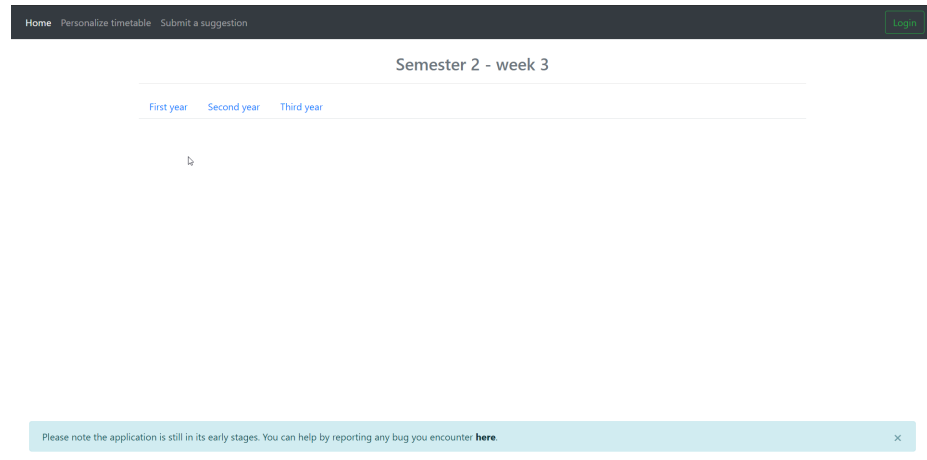 Home Personalize timetable Submit a suggestion Login
Semester 2 - week 3
First year Second year Third year
Please note the application is still in its early stages. You can help by reporting any bug you encounter here. ×